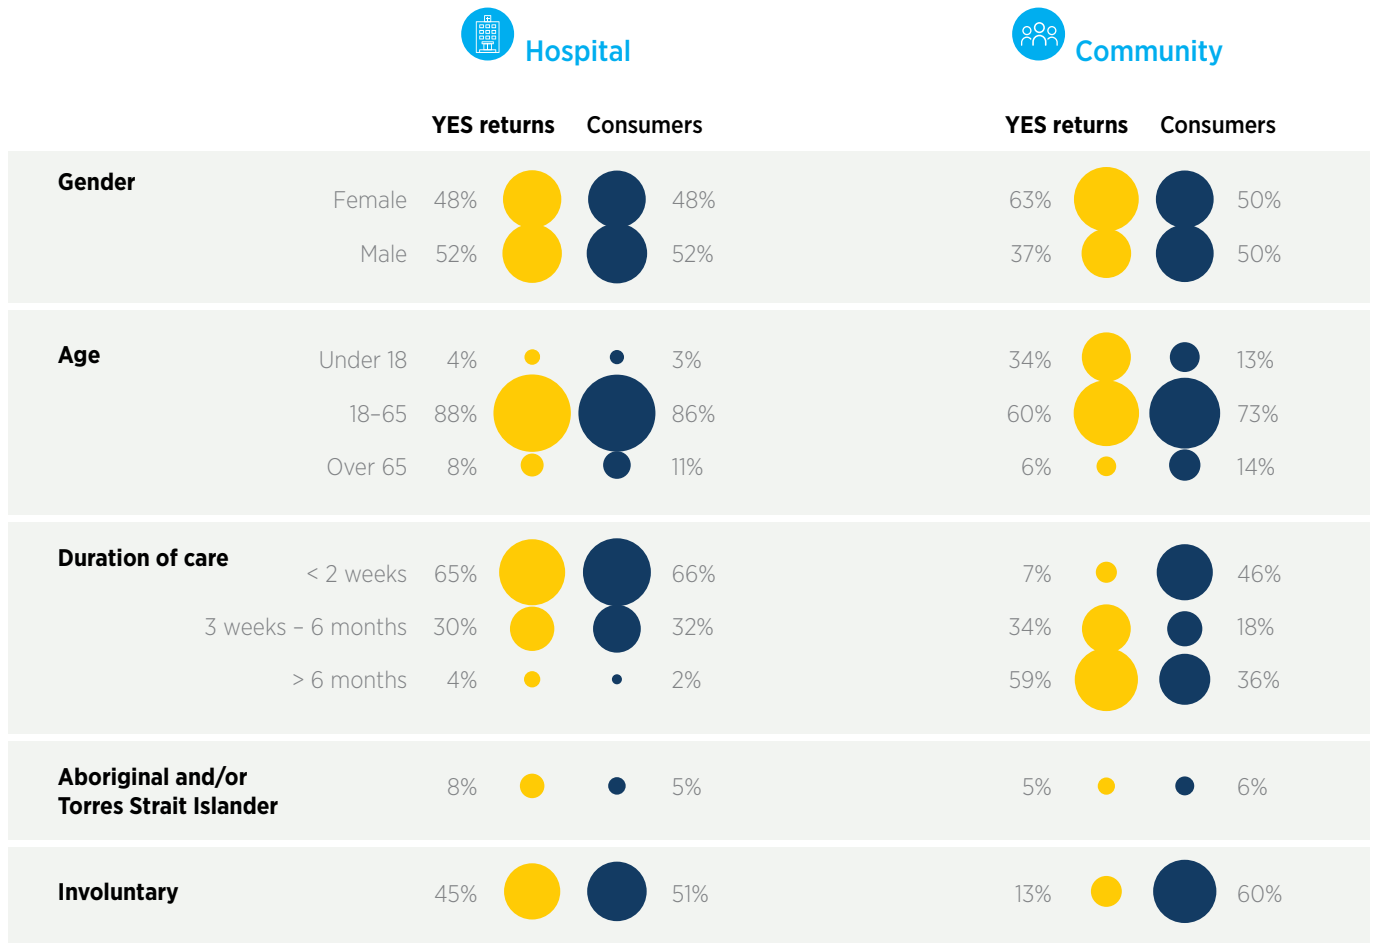 Hospital Community
YES returns Consumers YES returns Consumers
Gender
Female 48% 48% 63% 50%
Male 52% 52% 37% 50%
Age
Under 18 4% 3% 34% 13%
18–65 88% 86% 60% 73%
Over 65 8% 11% 6% 14%
Duration of care
< 2 weeks 65% 66% 7% 46%
3 weeks – 6 months 30% 32% 34% 18%
> 6 months 4% 2% 59% 36%
Aboriginal and/or
Torres Strait Islander
8% 5% 5% 6%
Involuntary 45% 51% 13% 60%